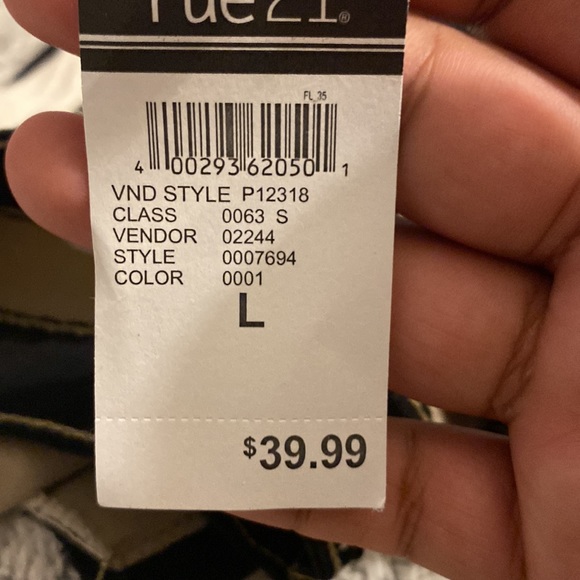 rue21®
FL 35
4 00293 62050 1
VND STYLE P12318
CLASS 0063 S
VENDOR 02244
STYLE 0007694
COLOR 0001
L
$39.99